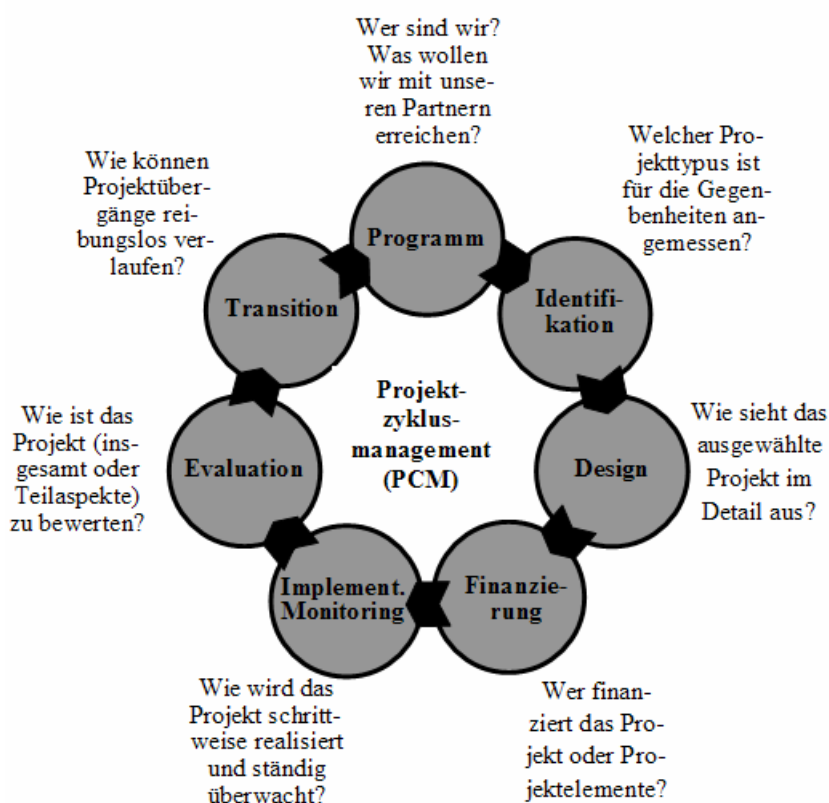 Wer sind wir?
Was wollen
wir mit unse-
ren Partnern
erreichen?
Welcher Pro-
jekttypus ist
für die Gegen-
benheiten an-
gemessen?
Wie können
Projektüber-
gänge rei-
bungslos ver-
laufen?
Programm
Identifi-
kation
Transition
Projekt-
zyklus-
management
(PCM)
Wie sieht das
ausgewählte
Projekt im
Detail aus?
Design
Wie ist das
Projekt (ins-
gesamt oder
Teilaspekte)
zu bewerten?
Evaluation
Finanzie-
rung
Implement.
Monitoring
Wer finan-
ziert das Pro-
jekt oder Pro-
jektelemente?
Wie wird das
Projekt schritt-
weise realisiert
und ständig
überwacht?